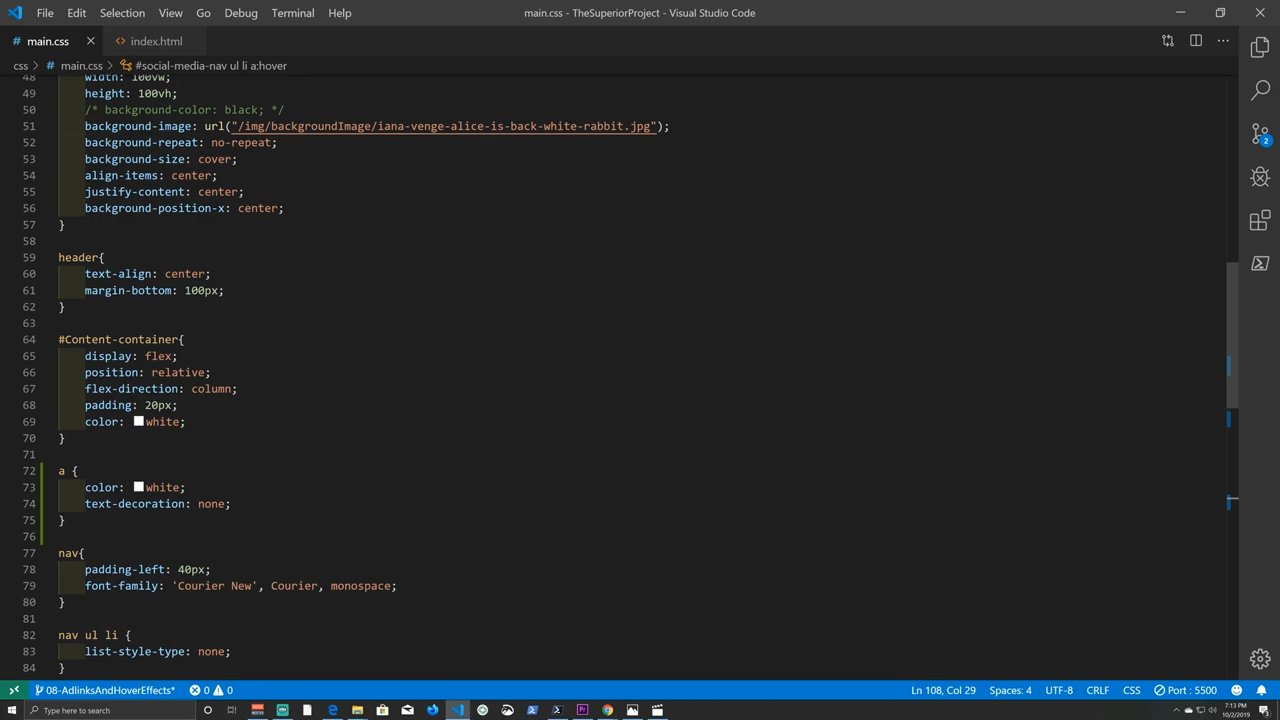 File Edit Selection View Go Debug Terminal Help main.css - TheSuperiorProject - Visual Studio Code
# main.css index.html
css > # main.css > #social-media-nav ul li a:hover
48 width: 100vw;
49 height: 100vh;
50 /* background-color: black; */
51 background-image: url("/img/backgroundImage/iana-venge-alice-is-back-white-rabbit.jpg");
52 background-repeat: no-repeat;
53 background-size: cover;
54 align-items: center;
55 justify-content: center;
56 background-position-x: center;
57 }
58
59 header{
60 text-align: center;
61 margin-bottom: 100px;
62 }
63
64 #Content-container{
65 display: flex;
66 position: relative;
67 flex-direction: column;
68 padding: 20px;
69 color: white;
70 }
71
72 a {
73 color: white;
74 text-decoration: none;
75 }
76
77 nav{
78 padding-left: 40px;
79 font-family: 'Courier New', Courier, monospace;
80 }
81
82 nav ul li {
83 list-style-type: none;
84 }
08-AdlinksAndHoverEffects* 0 0 Ln 108, Col 29 Spaces: 4 UTF-8 CRLF CSS Port : 5500
2
Type here to search
7:13 PM
10/2/2019